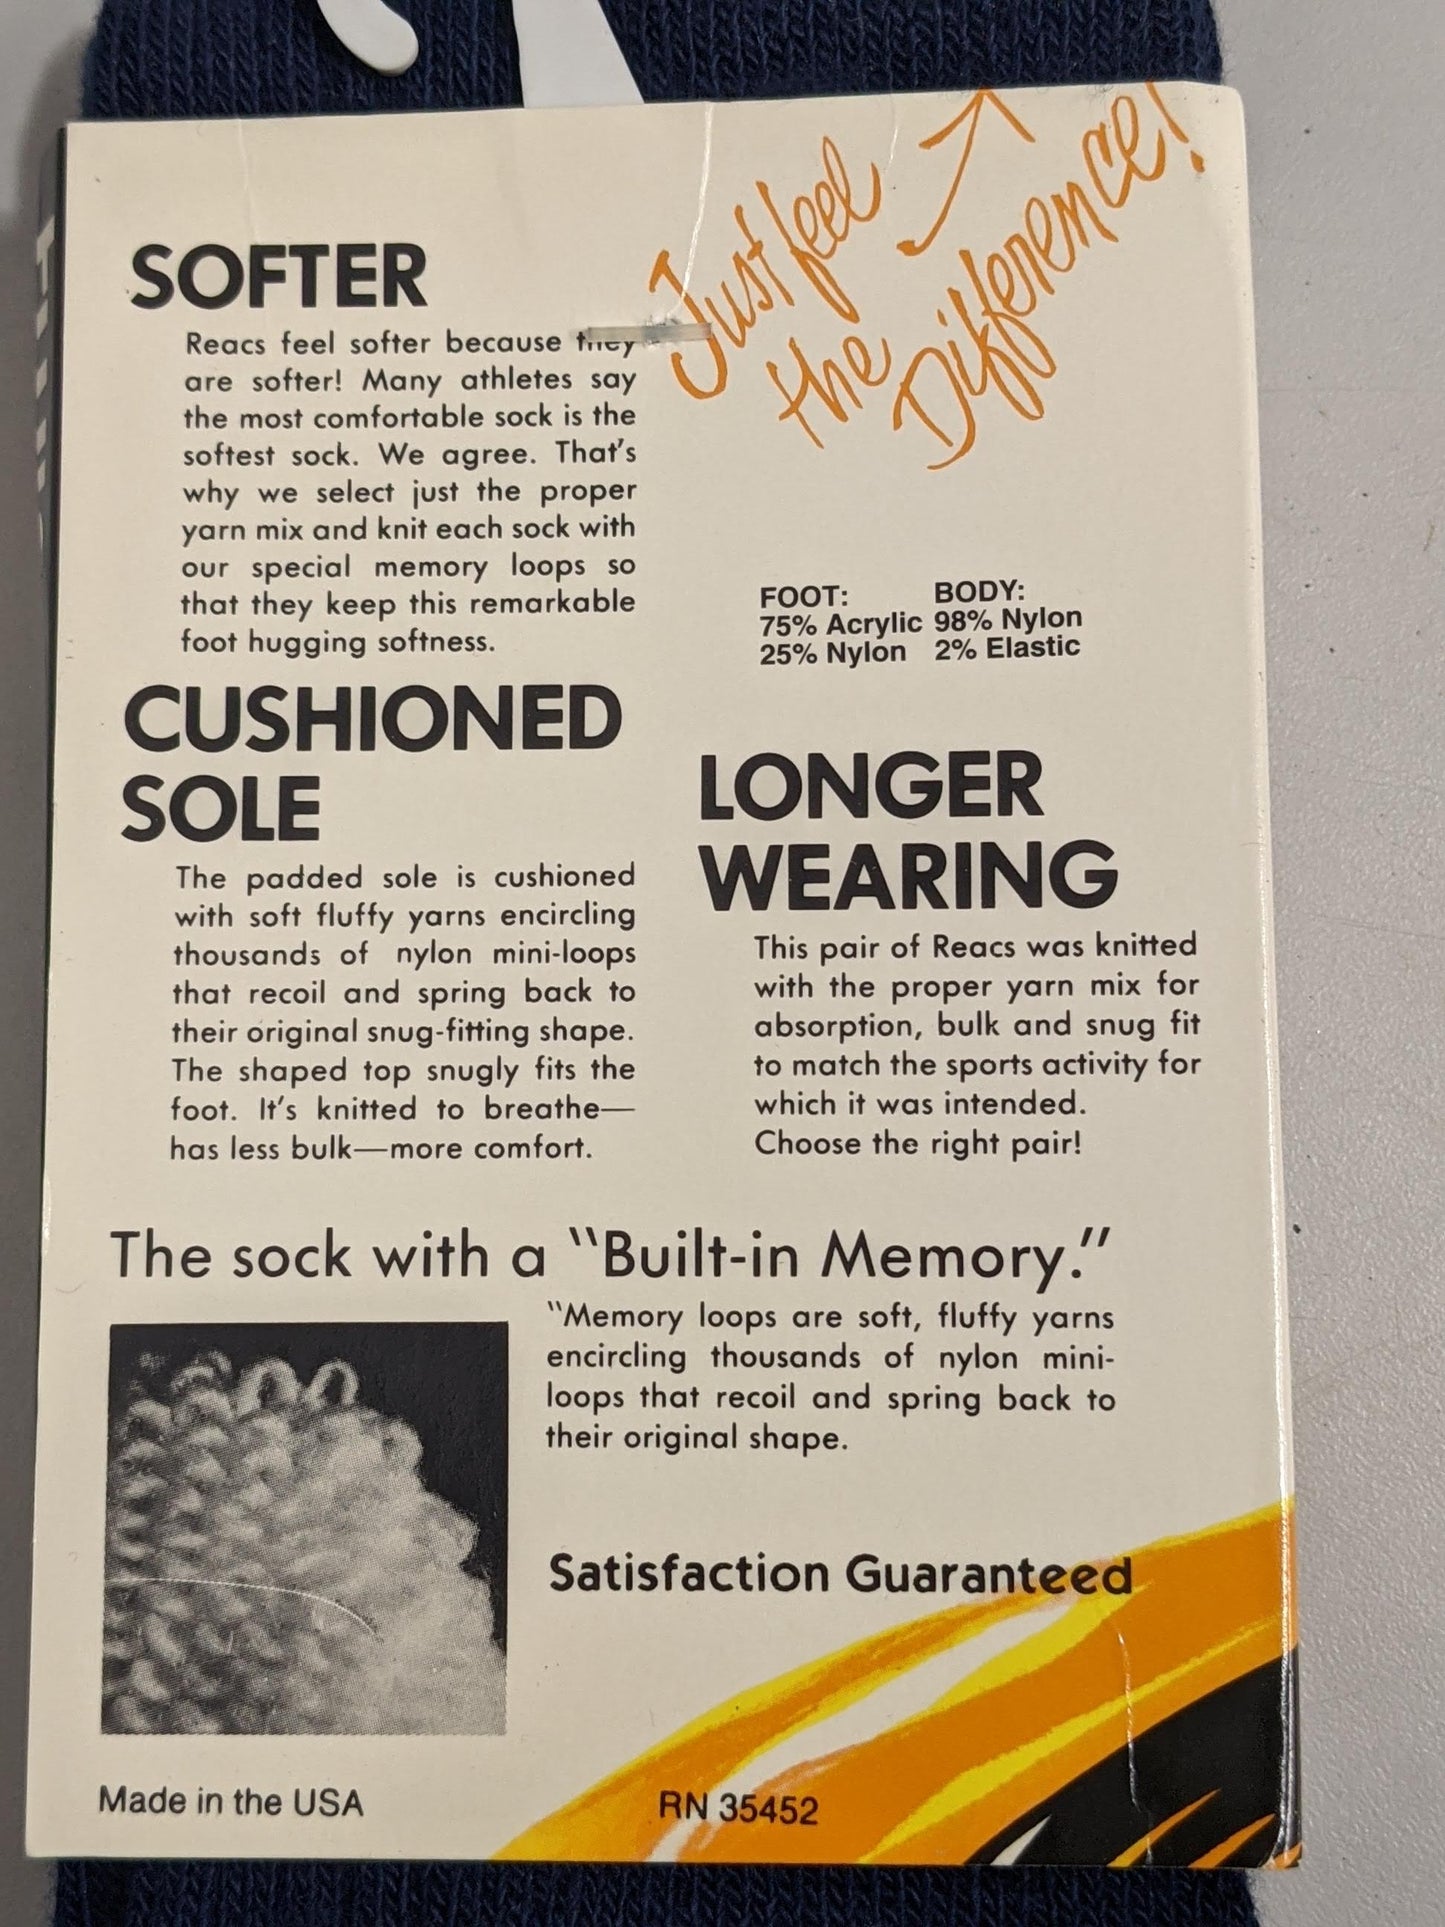 Just feel
the
Difference!
SOFTER
Reacs feel softer because they
are softer! Many athletes say
the most comfortable sock is the
softest sock. We agree. That's
why we select just the proper
yarn mix and knit each sock with
our special memory loops so
that they keep this remarkable
foot hugging softness.
CUSHIONED
SOLE
The padded sole is cushioned
with soft fluffy yarns encircling
thousands of nylon mini-loops
that recoil and spring back to
their original snug-fitting shape.
The shaped top snugly fits the
foot. It's knitted to breathe—
has less bulk—more comfort.
FOOT:
75% Acrylic
25% Nylon
BODY:
98% Nylon
2% Elastic
LONGER
WEARING
This pair of Reacs was knitted
with the proper yarn mix for
absorption, bulk and snug fit
to match the sports activity for
which it was intended.
Choose the right pair!
The sock with a "Built-in Memory."
"Memory loops are soft, fluffy yarns
encircling thousands of nylon mini-
loops that recoil and spring back to
their original shape.
Satisfaction Guaranteed
Made in the USA
RN 35452